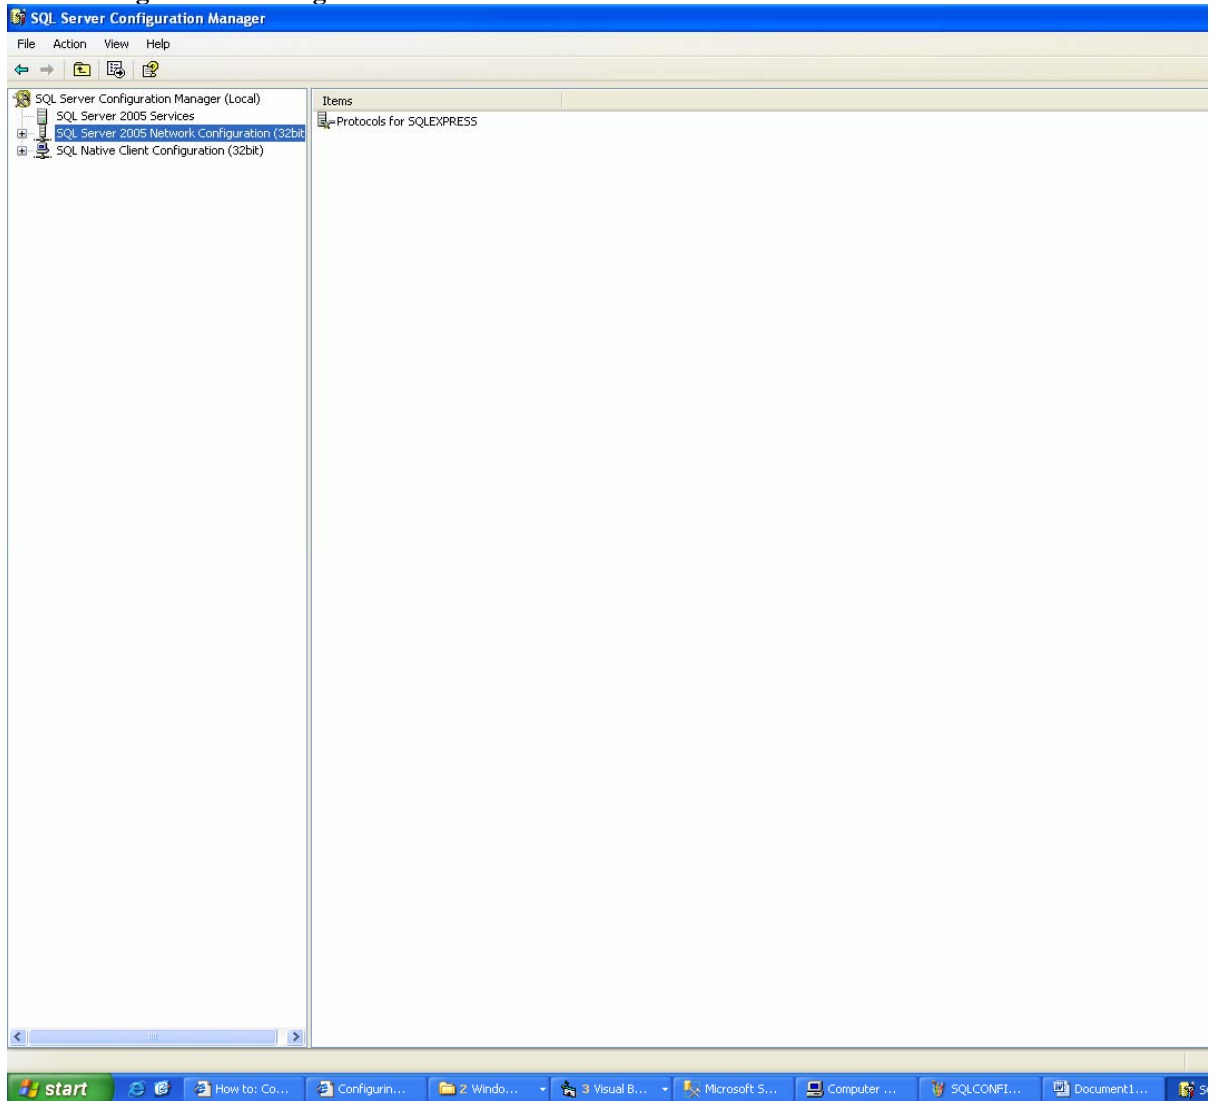 SQL Server Configuration Manager
File Action View Help
SQL Server Configuration Manager (Local)
SQL Server 2005 Services
SQL Server 2005 Network Configuration (32bit
SQL Native Client Configuration (32bit)
Items
Protocols for SQLEXPRESS
start
How to: Co...
Configurin...
2 Windo...
3 Visual B...
Microsoft S...
Computer ...
SQLCONFI...
Document1...